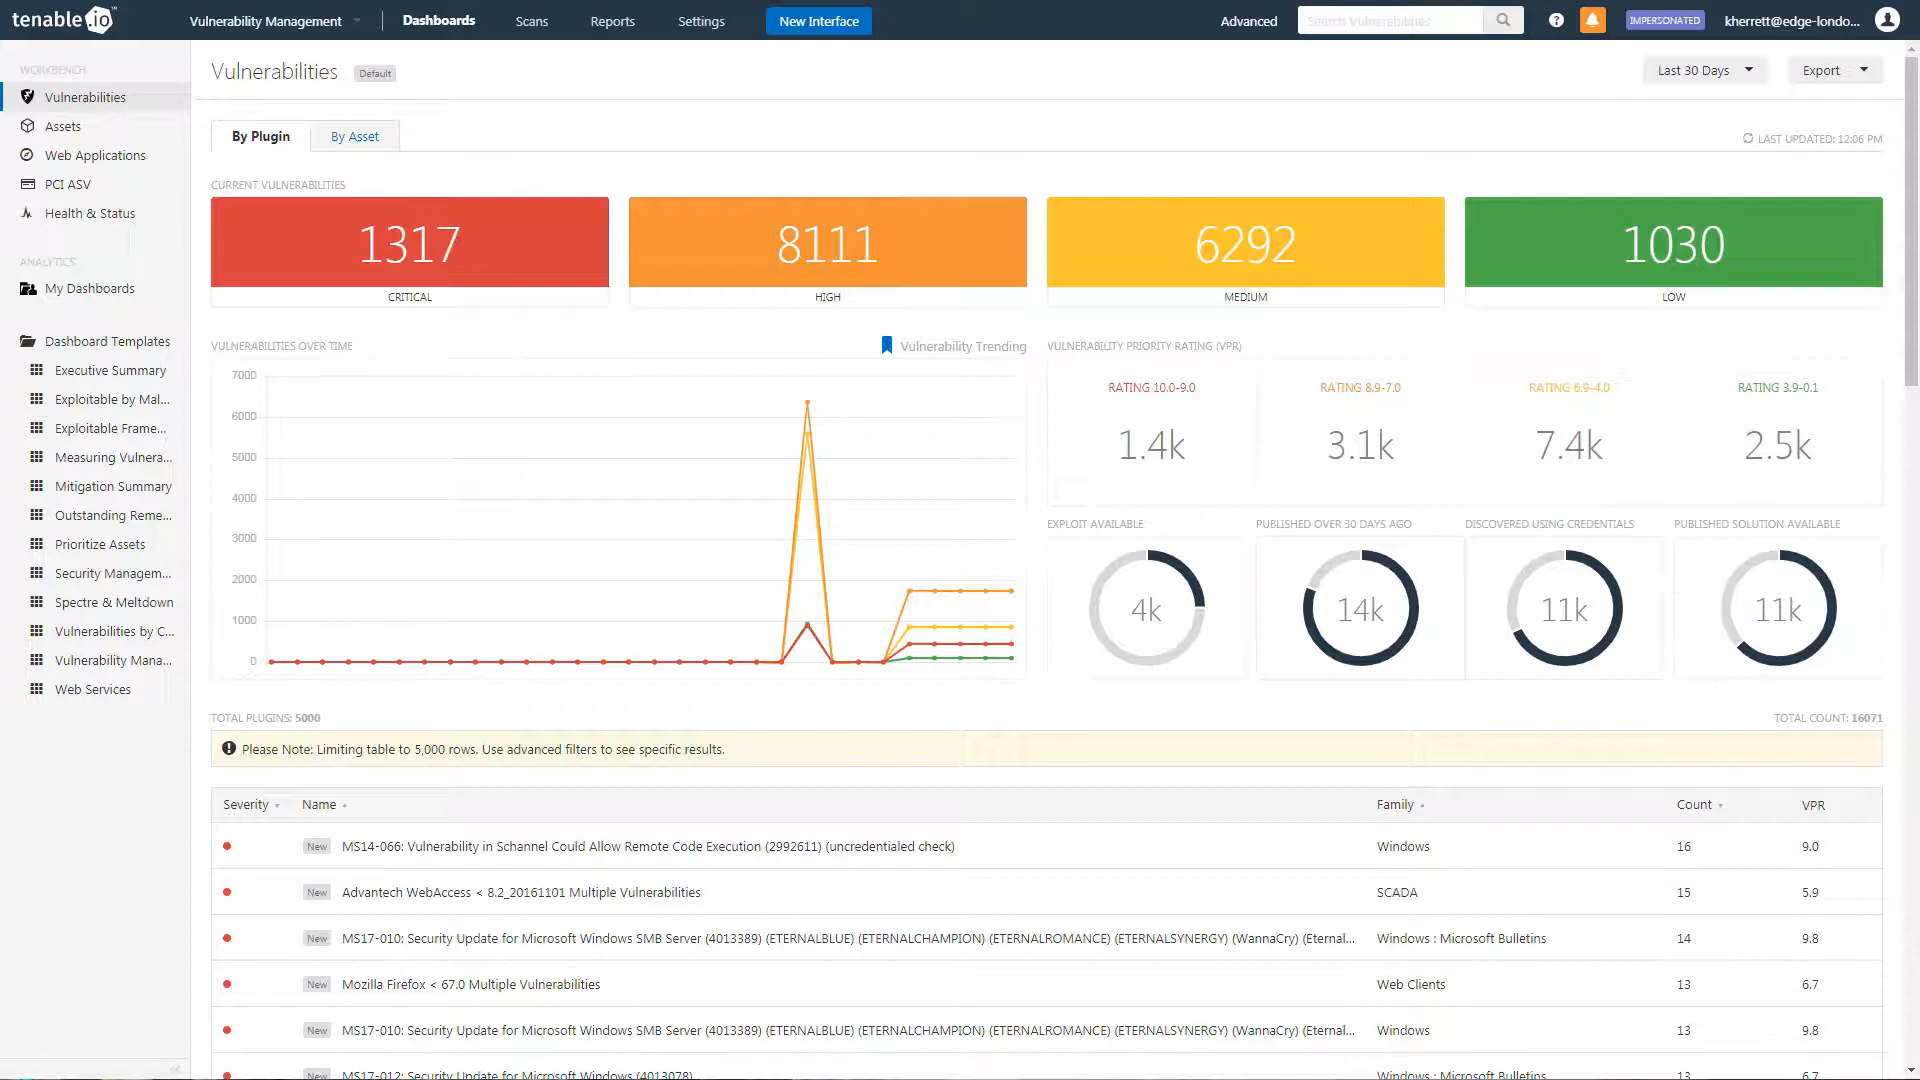 tenable.io™
Vulnerability Management
Dashboards
Scans
Reports
Settings
New Interface
Advanced
Search Vulnerabilities
IMPERSONATED
kherrett@edge-londo...
WORKBENCH
Vulnerabilities
Assets
Web Applications
PCI ASV
Health & Status
ANALYTICS
My Dashboards
Dashboard Templates
Executive Summary
Exploitable by Mal...
Exploitable Frame...
Measuring Vulnera...
Mitigation Summary
Outstanding Reme...
Prioritize Assets
Security Managem...
Spectre & Meltdown
Vulnerabilities by C...
Vulnerability Mana...
Web Services
Vulnerabilities Default
Last 30 Days
Export
By Plugin
By Asset
LAST UPDATED: 12:06 PM
CURRENT VULNERABILITIES
1317
CRITICAL
8111
HIGH
6292
MEDIUM
1030
LOW
VULNERABILITIES OVER TIME
Vulnerability Trending
7000
6000
5000
4000
3000
2000
1000
0
VULNERABILITY PRIORITY RATING (VPR)
RATING 10.0-9.0
1.4k
RATING 8.9-7.0
3.1k
RATING 6.9-4.0
7.4k
RATING 3.9-0.1
2.5k
EXPLOIT AVAILABLE
4k
PUBLISHED OVER 30 DAYS AGO
14k
DISCOVERED USING CREDENTIALS
11k
PUBLISHED SOLUTION AVAILABLE
11k
TOTAL PLUGINS: 5000
TOTAL COUNT: 16071
Please Note: Limiting table to 5,000 rows. Use advanced filters to see specific results.
Severity Name Family Count VPR
New MS14-066: Vulnerability in Schannel Could Allow Remote Code Execution (2992611) (uncredentialed check) Windows 16 9.0
New Advantech WebAccess < 8.2_20161101 Multiple Vulnerabilities SCADA 15 5.9
New MS17-010: Security Update for Microsoft Windows SMB Server (4013389) (ETERNALBLUE) (ETERNALCHAMPION) (ETERNALROMANCE) (ETERNALSYNERGY) (WannaCry) (Eternal... Windows : Microsoft Bulletins 14 9.8
New Mozilla Firefox < 67.0 Multiple Vulnerabilities Web Clients 13 6.7
New MS17-010: Security Update for Microsoft Windows SMB Server (4013389) (ETERNALBLUE) (ETERNALCHAMPION) (ETERNALROMANCE) (ETERNALSYNERGY) (WannaCry) (Eternal... Windows 13 9.8
New MS17-012: Security Update for Microsoft Windows (4013078) Windows : Microsoft Bulletins 13 6.7